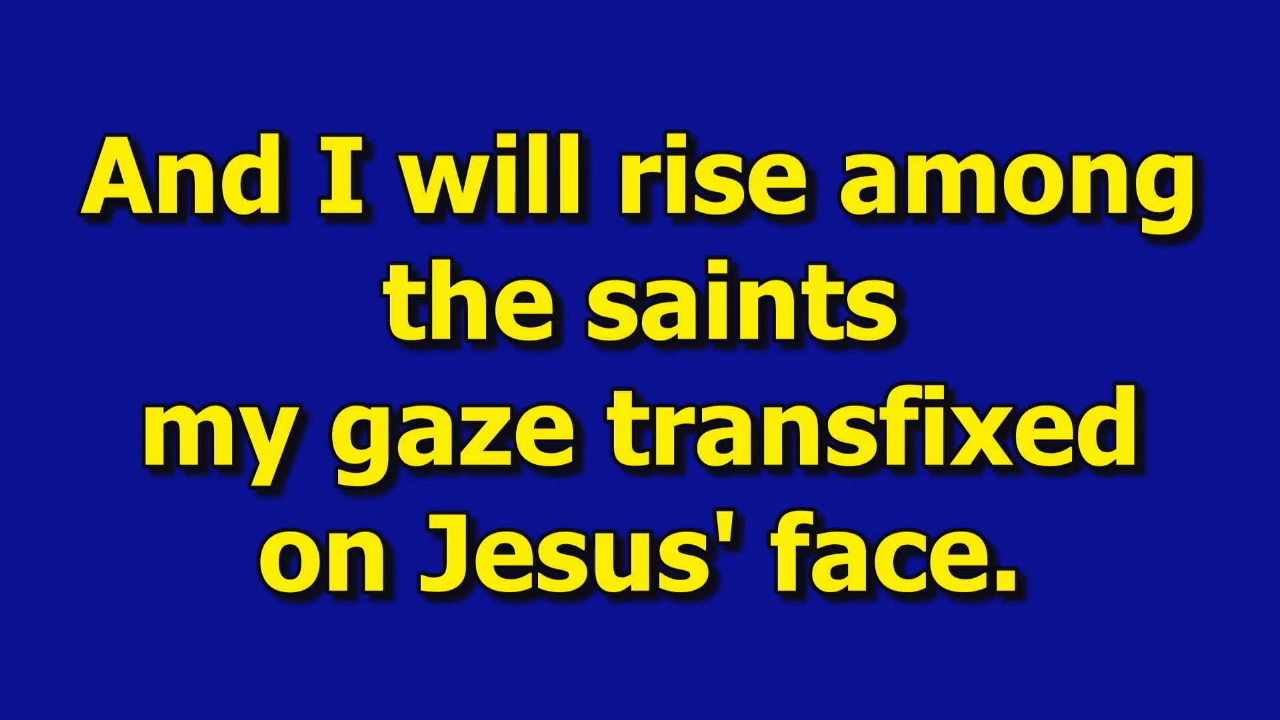 And I will rise among
the saints
my gaze transfixed
on Jesus' face.